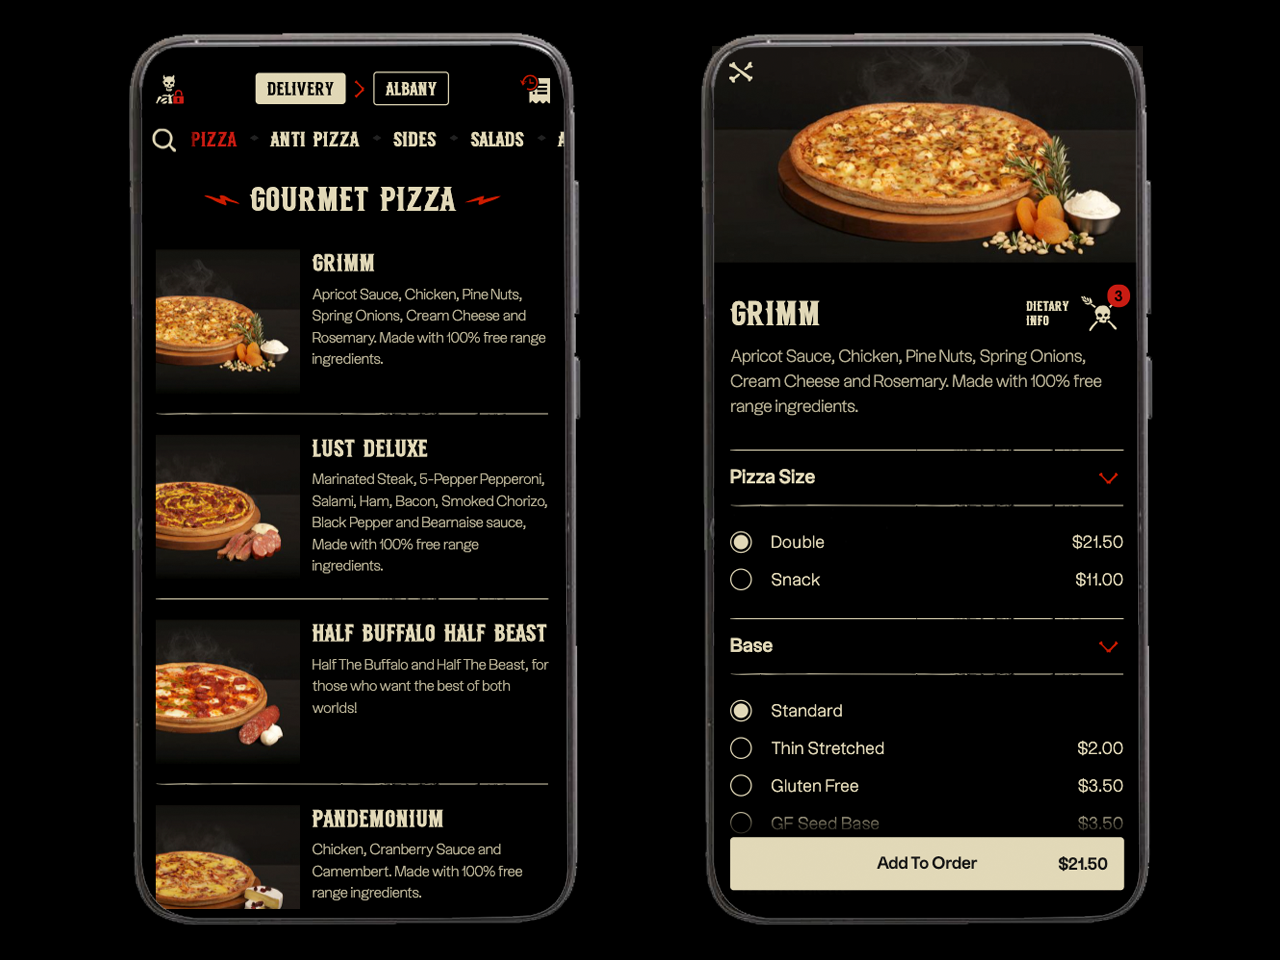 DELIVERY
ALBANY
PIZZA
ANTI PIZZA
SIDES
SALADS
GOURMET PIZZA
GRIMM
Apricot Sauce, Chicken, Pine Nuts,
Spring Onions, Cream Cheese and
Rosemary. Made with 100% free range
ingredients.
LUST DELUXE
Marinated Steak, 5-Pepper Pepperoni,
Salami, Ham, Bacon, Smoked Chorizo,
Black Pepper and Bearnaise sauce,
Made with 100% free range
ingredients.
HALF BUFFALO HALF BEAST
Half The Buffalo and Half The Beast, for
those who want the best of both
worlds!
PANDEMONIUM
Chicken, Cranberry Sauce and
Camembert. Made with 100% free
range ingredients.
GRIMM
DIETARY
INFO
3
Apricot Sauce, Chicken, Pine Nuts, Spring Onions,
Cream Cheese and Rosemary. Made with 100% free
range ingredients.
Pizza Size
Double $21.50
Snack $11.00
Base
Standard
Thin Stretched $2.00
Gluten Free $3.50
GF Seed Base $3.50
Add To Order $21.50